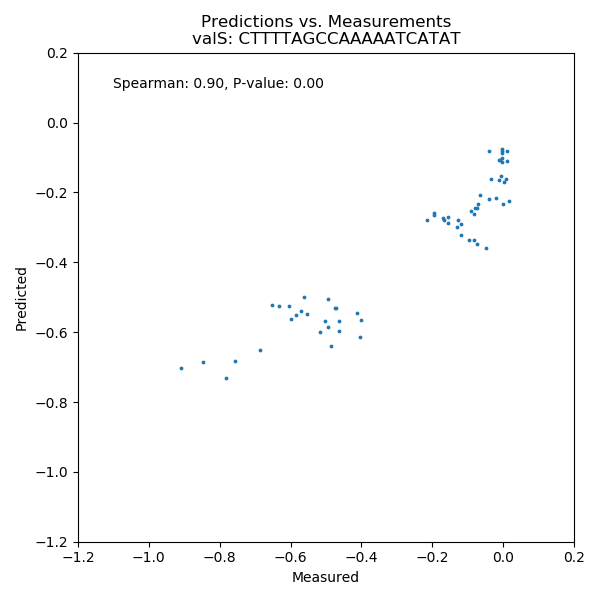 Predictions vs. Measurements
valS: CTTTTAGCCAAAAATCATAT
Spearman: 0.90, P-value: 0.00
0.2
0.0
−0.2
−0.4
−0.6
−0.8
−1.0
−1.2
Predicted
−1.2 −1.0 −0.8 −0.6 −0.4 −0.2 0.0 0.2
Measured